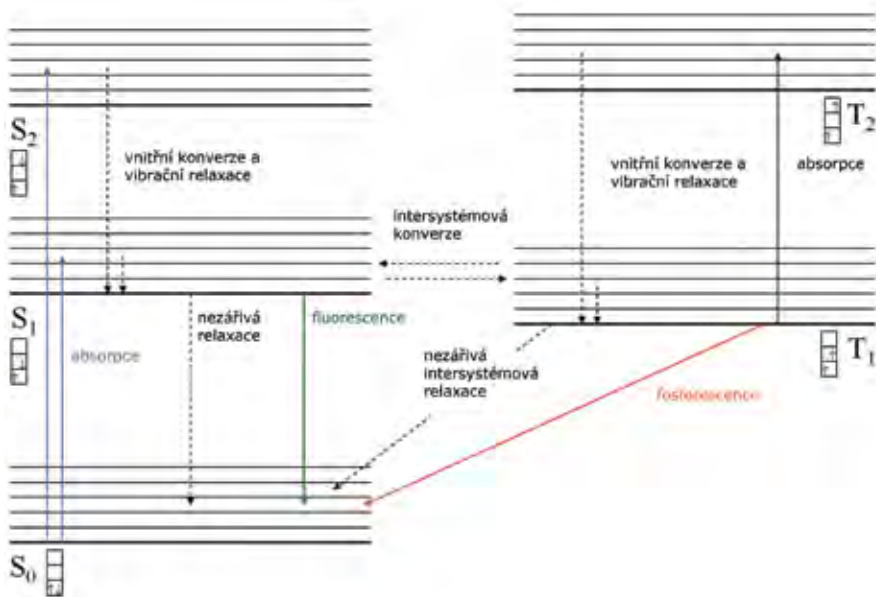 S2
vnitřní konverze a
vibrační relaxace
T2
vnitřní konverze a
vibrační relaxace
absorpce
intersystémová
konverze
S1
absorpce
nezářivá
relaxace
fluorescence
nezářivá
intersystémová
relaxace
T1
fosforescence
S0